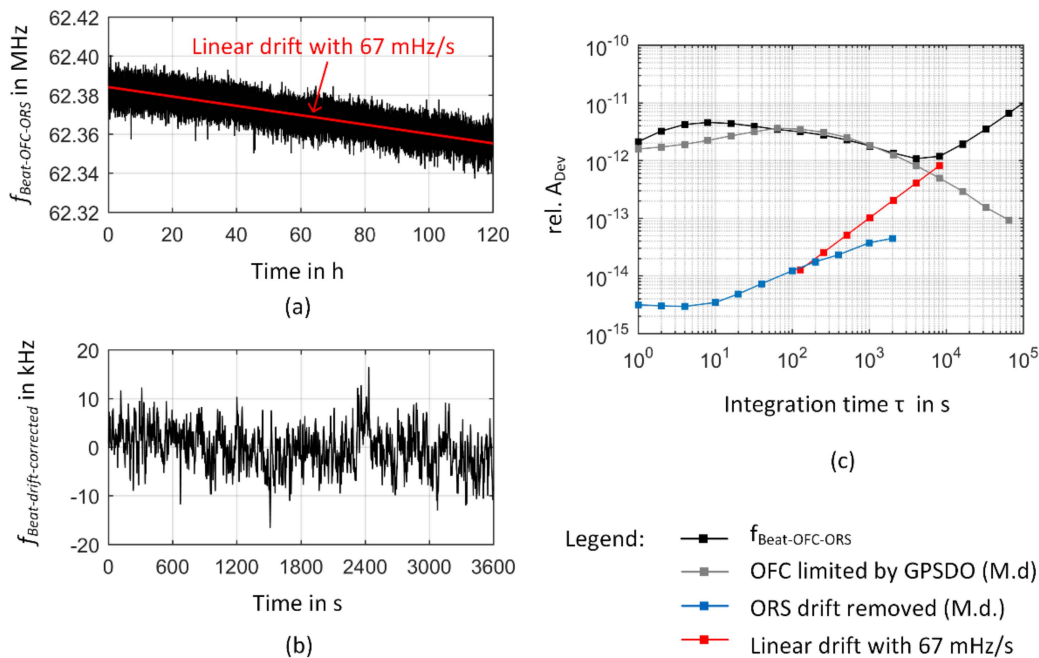 62.42
62.40
62.38
62.36
62.34
62.32
f_Beat-OFC-ORS in MHz
Linear drift with 67 mHz/s
0 20 40 60 80 100 120
Time in h
(a)
20
10
0
-10
-20
f_Beat-drift-corrected in kHz
0 600 1200 1800 2400 3000 3600
Time in s
(b)
10^-10
10^-11
10^-12
10^-13
10^-14
10^-15
rel. A_Dev
10^0 10^1 10^2 10^3 10^4 10^5
Integration time τ in s
(c)
Legend:
f_Beat-OFC-ORS
OFC limited by GPSDO (M.d)
ORS drift removed (M.d.)
Linear drift with 67 mHz/s